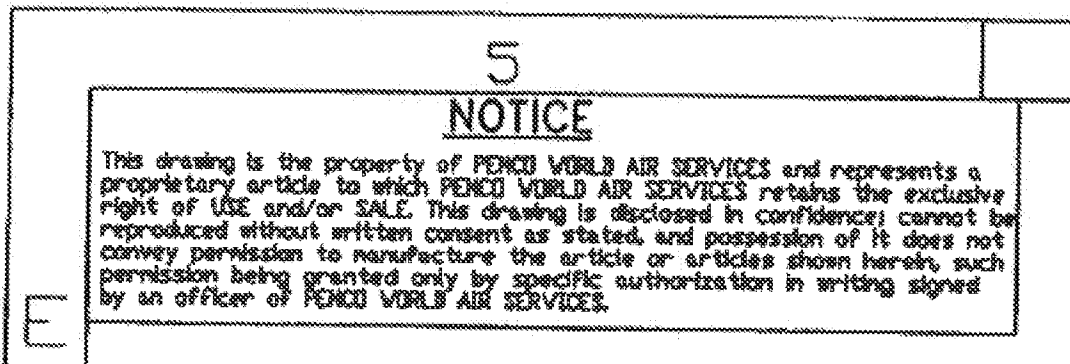 5
NOTICE
This drawing is the property of PEMCO WORLD AIR SERVICES and represents a
proprietary article to which PEMCO WORLD AIR SERVICES retains the exclusive
right of USE and/or SALE. This drawing is disclosed in confidence; cannot be
reproduced without written consent as stated, and possession of it does not
convey permission to manufacture the article or articles shown herein, such
permission being granted only by specific authorization in writing signed
by an officer of PEMCO WORLD AIR SERVICES.
E